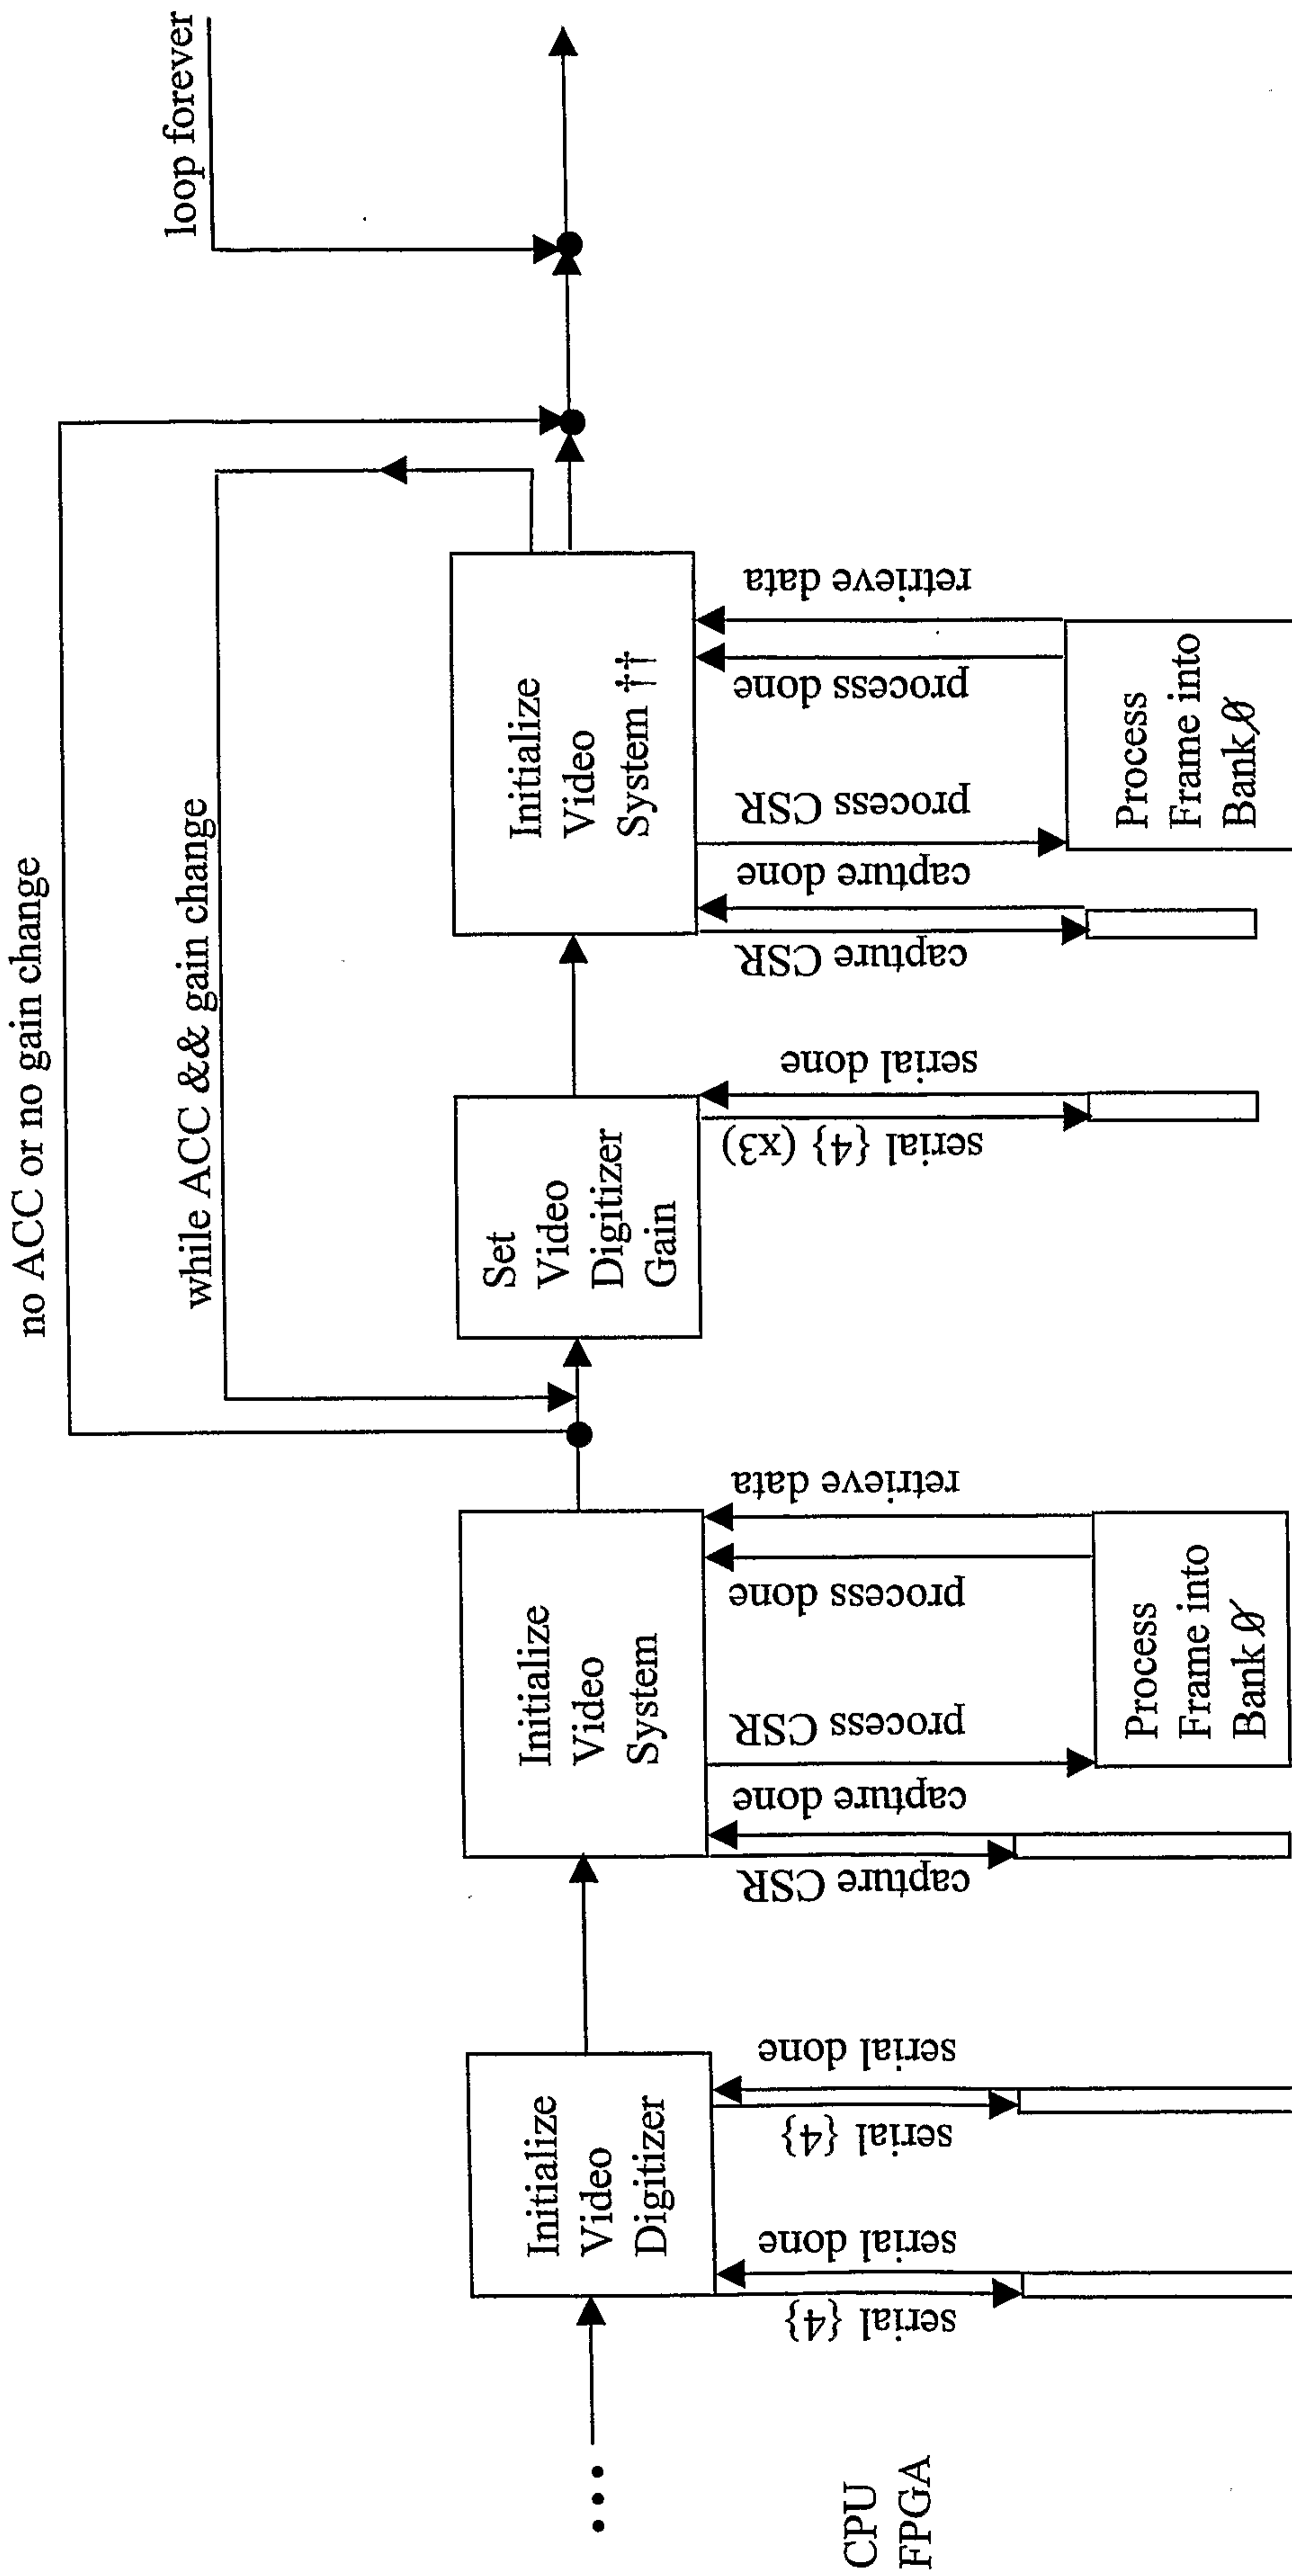 loop forever
no ACC or no gain change
while ACC && gain change
Initialize
Video
Digitizer
Initialize
Video
System
Set
Video
Digitizer
Gain
Initialize
Video
System ††
...
CPU
FPGA
serial {4}
serial done
serial {4}
serial done
capture CSR
capture done
process CSR
process done
retrieve data
serial {4} (x3)
serial done
capture CSR
capture done
process CSR
process done
retrieve data
Process
Frame into
Bank 0
Process
Frame into
Bank 0